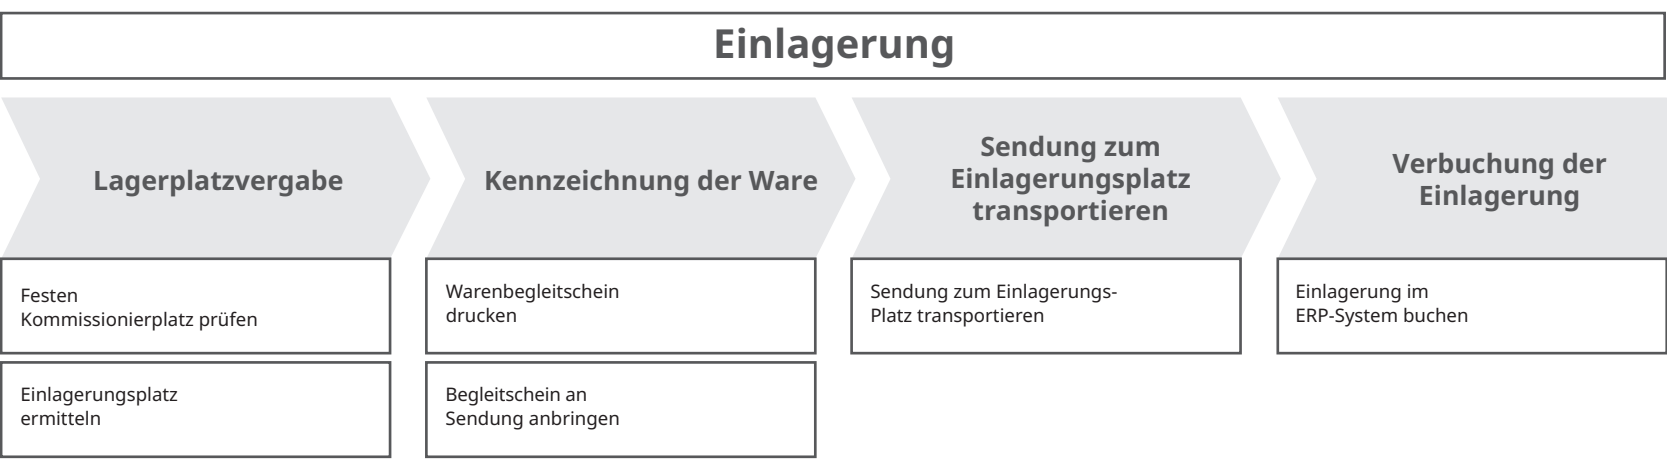 Einlagerung
Lagerplatzvergabe
Kennzeichnung der Ware
Sendung zum
Einlagerungsplatz
transportieren
Verbuchung der
Einlagerung
Festen
Kommissionierplatz prüfen
Einlagerungsplatz
ermitteln
Warenbegleitschein
drucken
Begleitschein an
Sendung anbringen
Sendung zum Einlagerungs-
Platz transportieren
Einlagerung im
ERP-System buchen